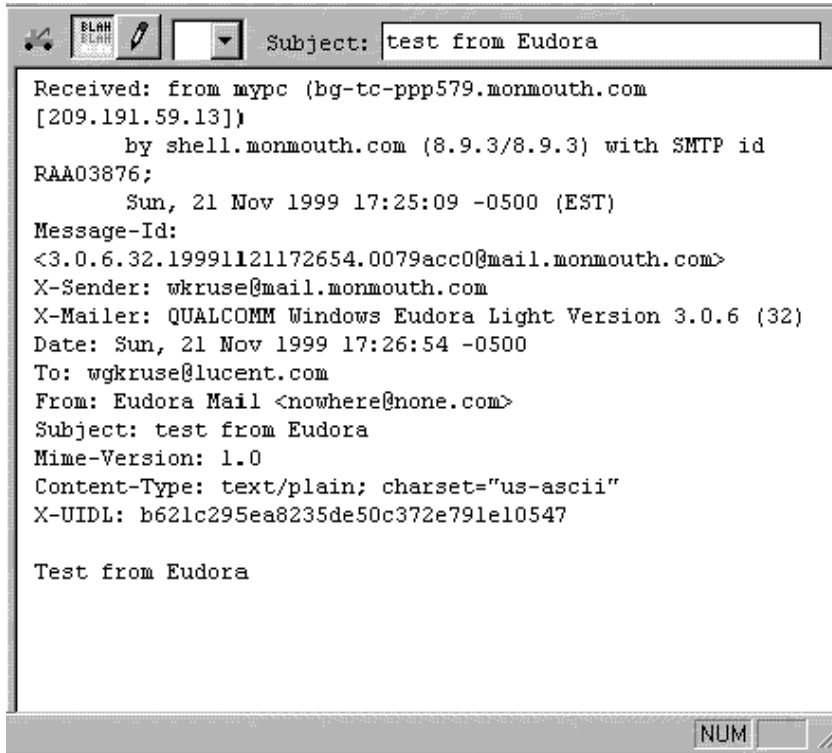 BLAH
BLAH
Subject: test from Eudora
Received: from mypc (bg-tc-ppp579.monmouth.com
[209.191.59.13])
by shell.monmouth.com (8.9.3/8.9.3) with SMTP id
RAA03876;
Sun, 21 Nov 1999 17:25:09 -0500 (EST)
Message-Id:
<3.0.6.32.19991121172654.0079acc0@mail.monmouth.com>
X-Sender: wkruse@mail.monmouth.com
X-Mailer: QUALCOMM Windows Eudora Light Version 3.0.6 (32)
Date: Sun, 21 Nov 1999 17:26:54 -0500
To: wgkruse@lucent.com
From: Eudora Mail <nowhere@none.com>
Subject: test from Eudora
Mime-Version: 1.0
Content-Type: text/plain; charset="us-ascii"
X-UIDL: b621c295ea8235de50c372e791e10547
Test from Eudora
NUM